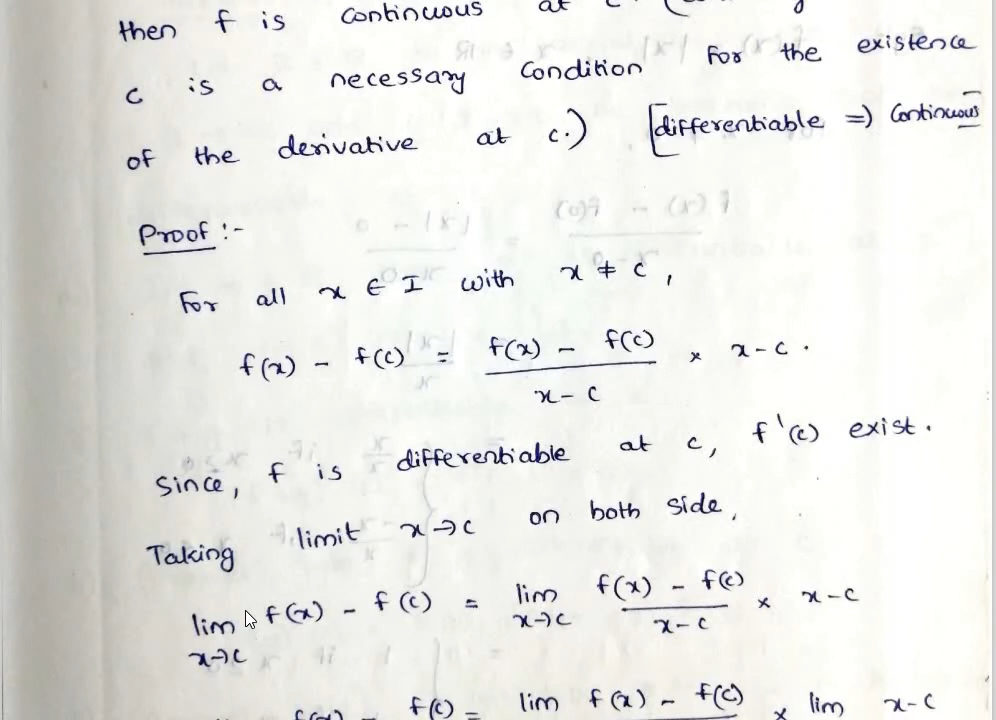 then f is continuous at c.
c is a necessary condition for the existence
of the derivative at c.) [differentiable => continuous
Proof :-
For all x ∈ I with x ≠ c,
f(x) - f(c) = f(x) - f(c) / x - c × x - c .
Since, f is differentiable at c, f'(c) exist.
Taking limit x→c on both side,
lim x→c f(x) - f(c) = lim x→c f(x) - f(c) / x - c × x - c
f(x) - f(c) = lim f(x) - f(c) × lim x - c